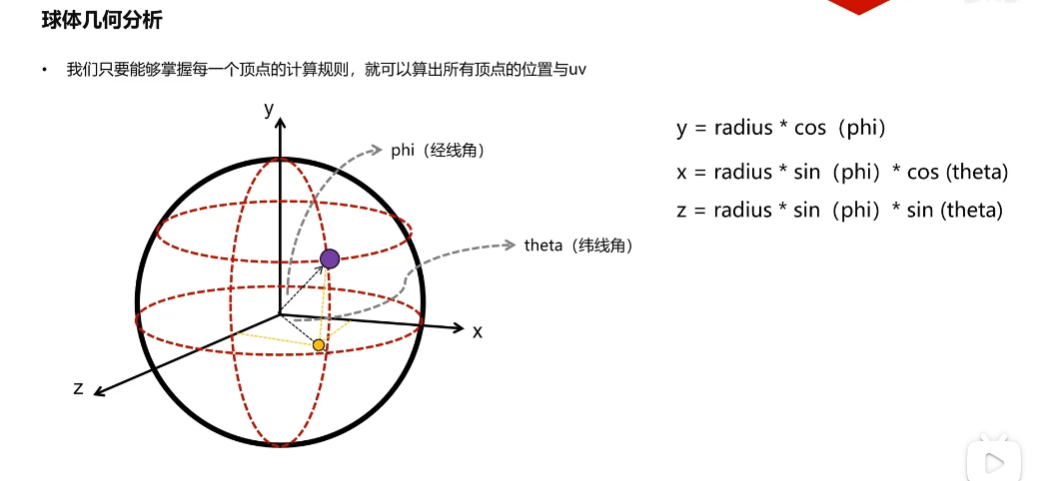 球体几何分析
• 我们只要能够掌握每一个顶点的计算规则，就可以算出所有顶点的位置与uv
y
phi（经线角）
y = radius * cos（phi）
x = radius * sin（phi）* cos (theta)
z = radius * sin（phi）* sin (theta)
theta（纬线角）
x
z